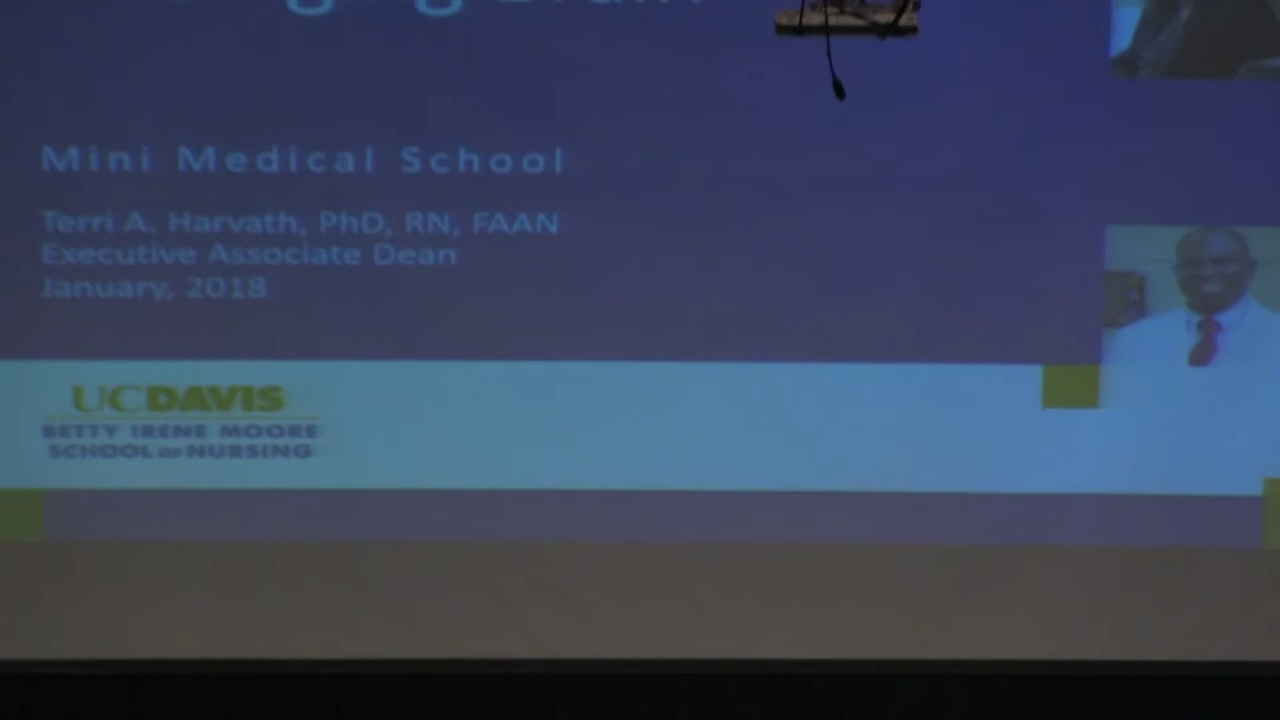 Mini Medical School
Terri A. Harvath, PhD, RN, FAAN
Executive Associate Dean
January, 2018
UCDAVIS
BETTY IRENE MOORE
SCHOOL OF NURSING